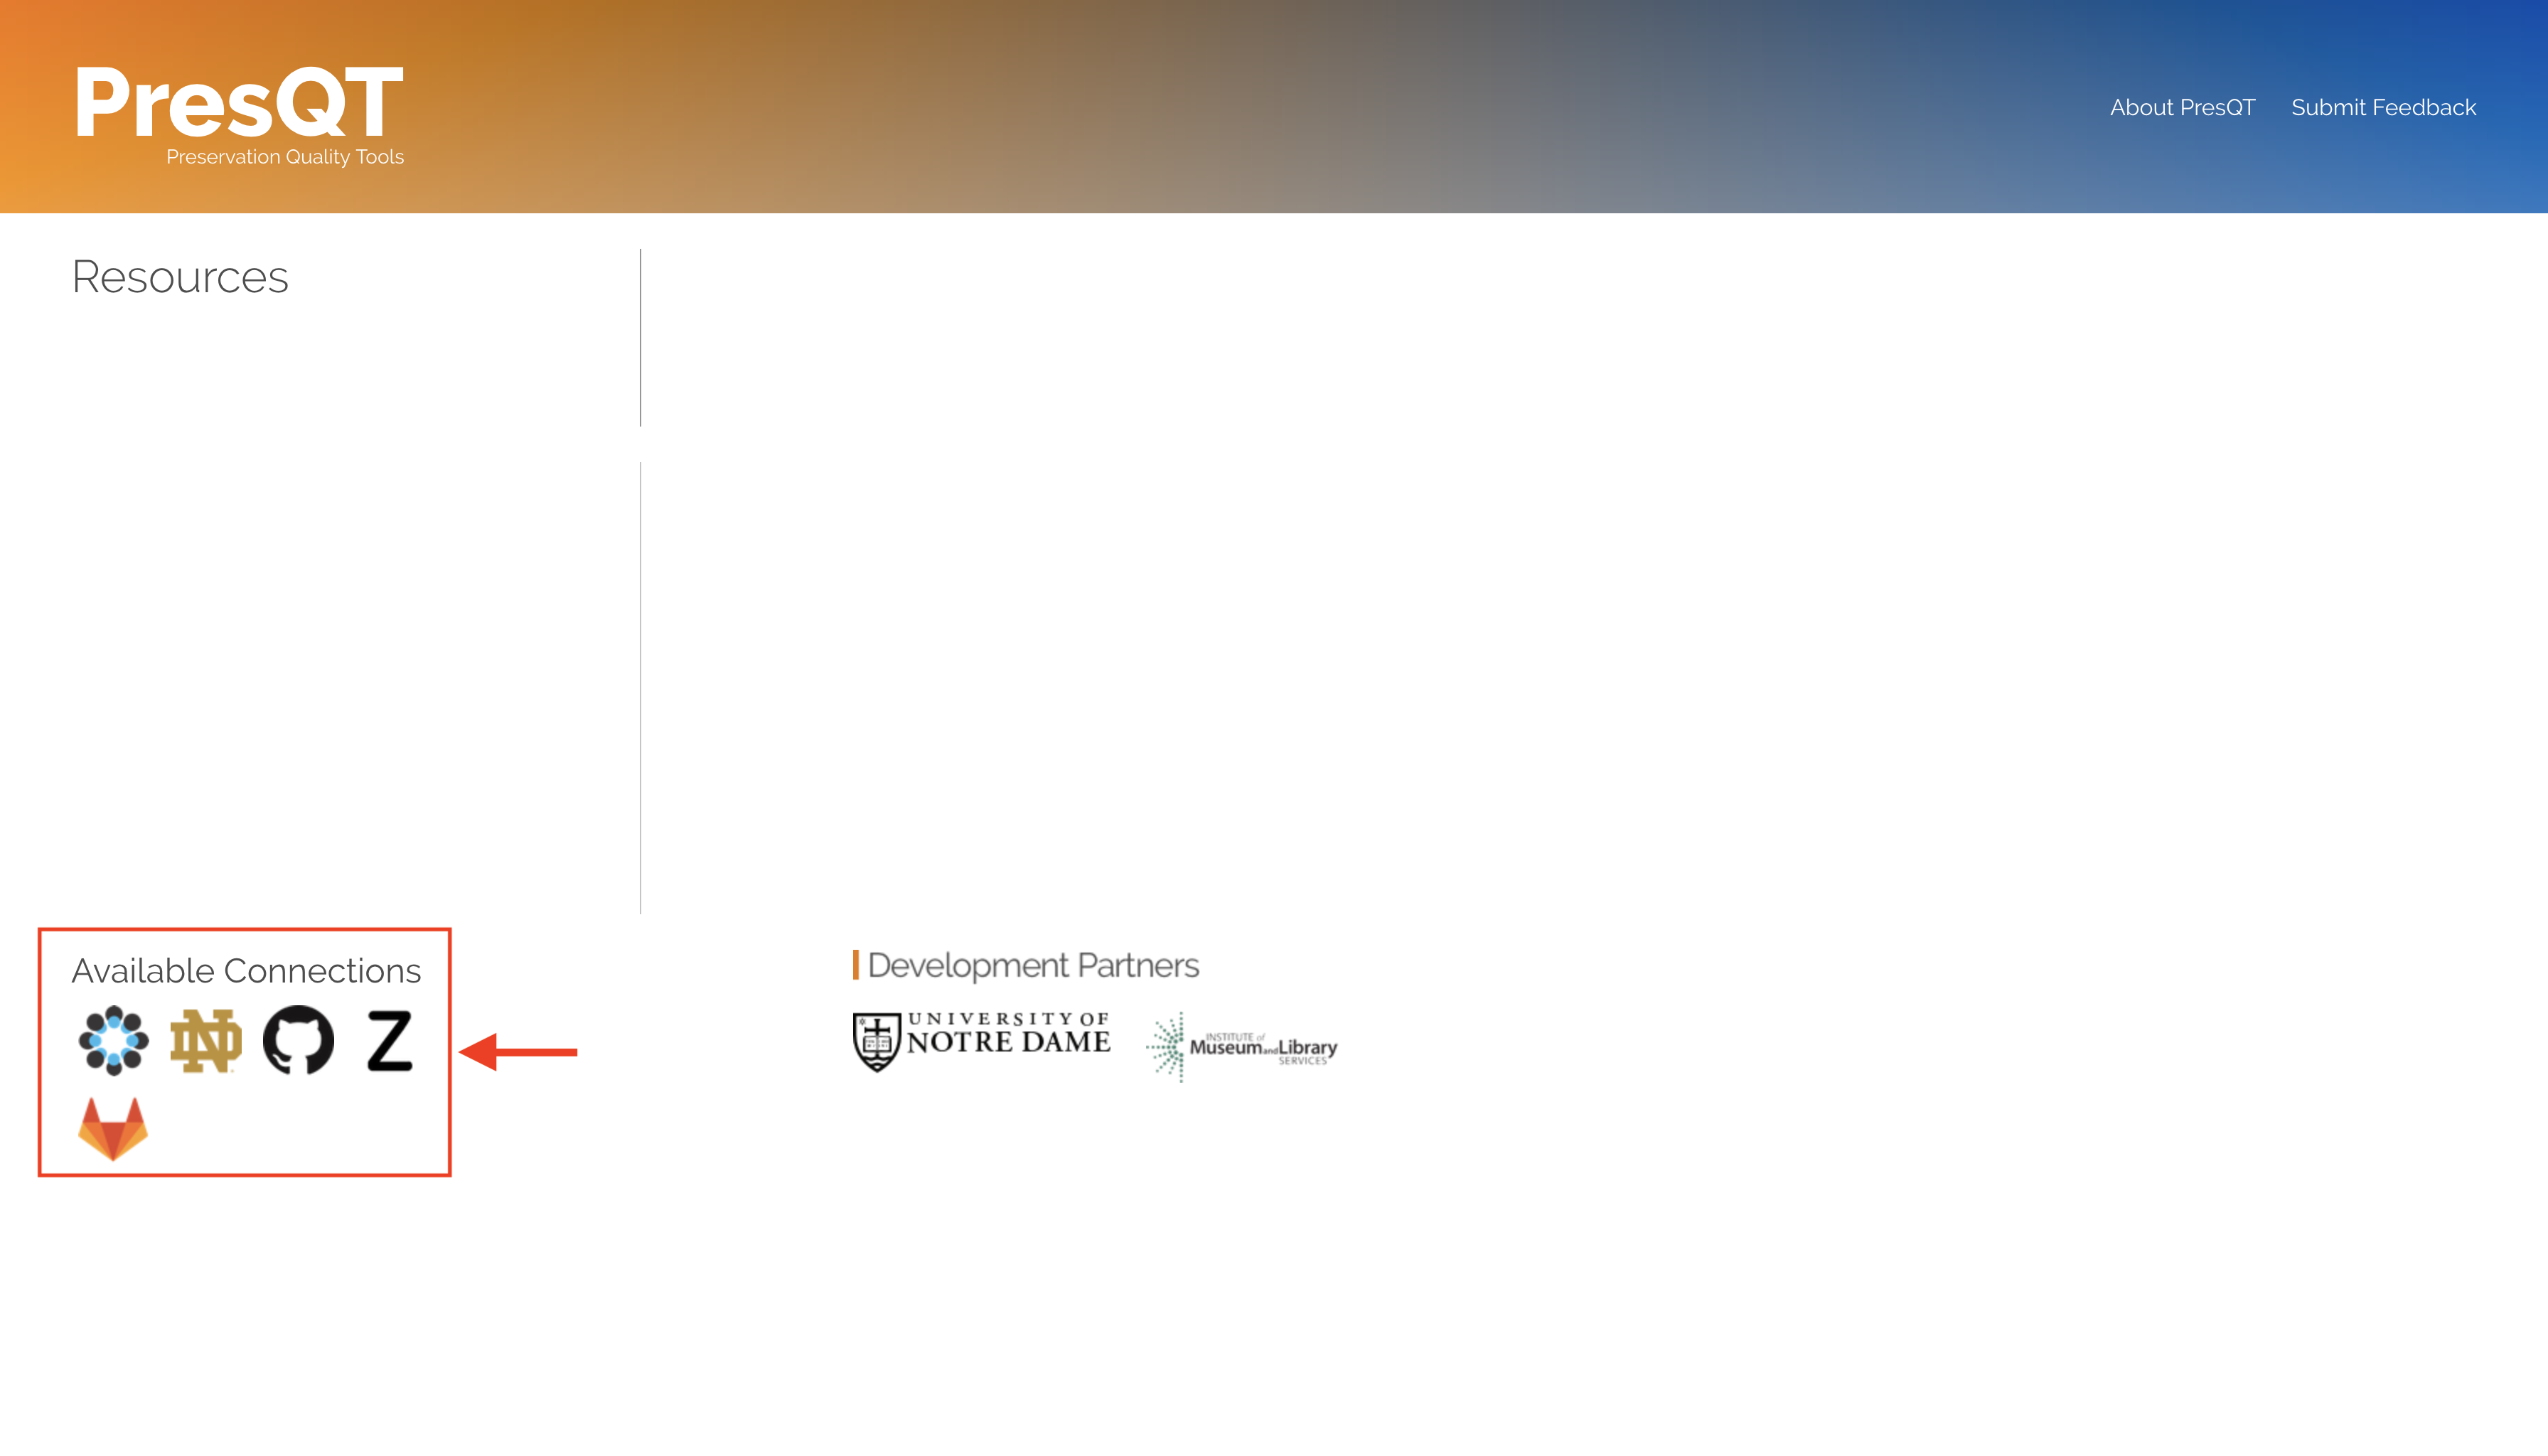 PresQT
Preservation Quality Tools
About PresQT
Submit Feedback
Resources
Available Connections
ND
Z
Development Partners
UNIVERSITY OF
NOTRE DAME
INSTITUTE of
Museum and Library
SERVICES